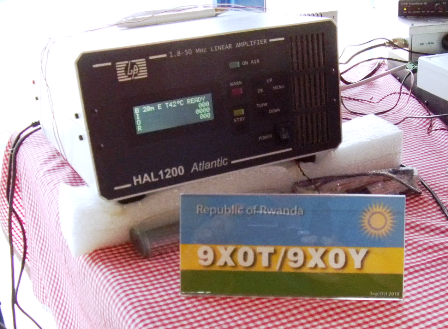 1.8-50 MHz LINEAR AMPLIFIER
ON AIR
WARN
UP
ON
MENU
TUNE
STBY
DOWN
POWER
B 20m E T42°C READY
000
0000
000
HAL1200 Atlantic
Republic of Rwanda
9X0T/9X0Y